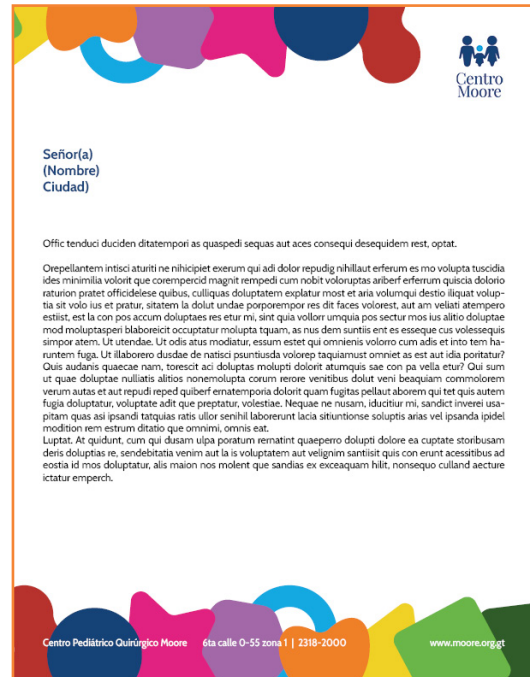 Centro
Moore
Señor(a)
(Nombre)
Ciudad)
Offic tenduci duciden ditatempori as quaspedi sequas aut aces consequi desequidem rest, optat.
Orepellantem intisci aturiti ne nihicipiet exerum qui adi dolor repudig nihillaut erferum es mo volupta tuscidia
ides minimilia volorit que corempercid magnit rempedi cum nobit voloruptas ariberf erferrum quiscia dolorio
raturion pratet officidelese quibus, culliquas doluptatem explatur most et aria volumqui destio iliquat volup-
tia sit volo ius et pratur, sitatem la dolut undae porporempor res dit faces volorest, aut am veliati atempero
estiist, est la con pos accum doluptaes res etur mi, sint quia vollorr umquia pos sectur mos ius alitio doluptae
mod moluptasperi blaboreicit occuptatur molupta tquam, as nus dem suntiis ent es esseque cus volessequis
simpor atem. Ut utendae. Ut odis atus modiatur, essum estet qui omnienis volorro cum adis et into tem ha-
runtem fuga. Ut illaborero dusdae de natisci psuntiusda volorep taquiamust omniet as est aut idia poritatur?
Quis audanis quaecae nam, torescit aci doluptas molupti dolorit atumquis sae con pa vella etur? Qui sum
ut quae doluptae nulliatis alitios nonemolupta corum rerore venitibus dolut veni beaquiam commolorem
verum autas et aut repudi reped quiberf ernatemporia dolorit quam fugitas pellaut aborem qui tet quis autem
fugia doluptatur, voluptate adit que preptatur, volestiae. Nequae ne nusam, iducitiur mi, sandict inverei usa-
pitam quas asi ipsandi tatquias ratis ullor senihil laborerunt lacia sitiuntionse soluptis arias vel ipsanda ipidel
modition rem estrum ditatio que omnimi, omnis eat.
Luptat. At quidunt, cum qui dusam ulpa poratum rernatint quaeperro dolupti dolore ea cuptate storibusam
deris doluptias re, sendebitatia venim aut la is voluptatem aut velignim santiisit quis con erunt acessitibus ad
eostia id mos doluptatur, alis maion nos molent que sandias ex exceaquam hilit, nonsequo culland aecture
ictatur emperch.
Centro Pediátrico Quirúrgico Moore 6ta calle 0-55 zona 1 | 2318-2000 www.moore.org.gt